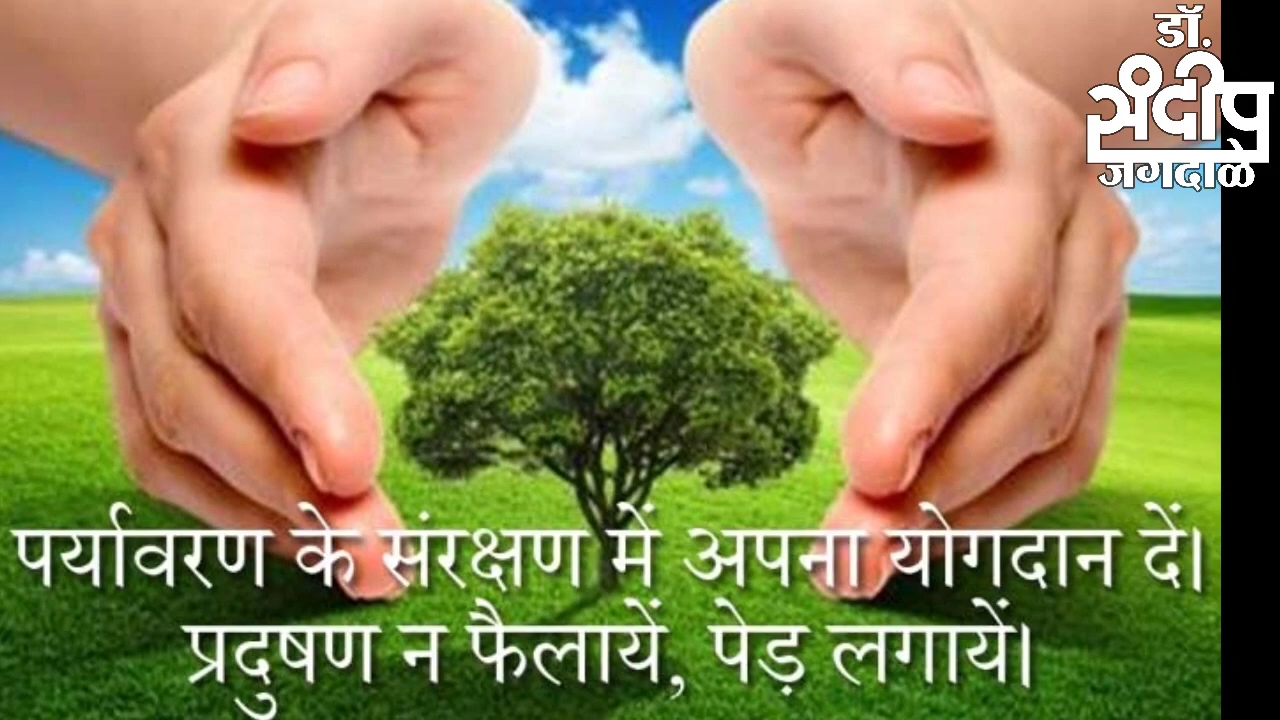 डॉ.
संदीप
जगदाळे
पर्यावरण के संरक्षण में अपना योगदान दें।
प्रदुषण न फैलायें, पेड़ लगायें।